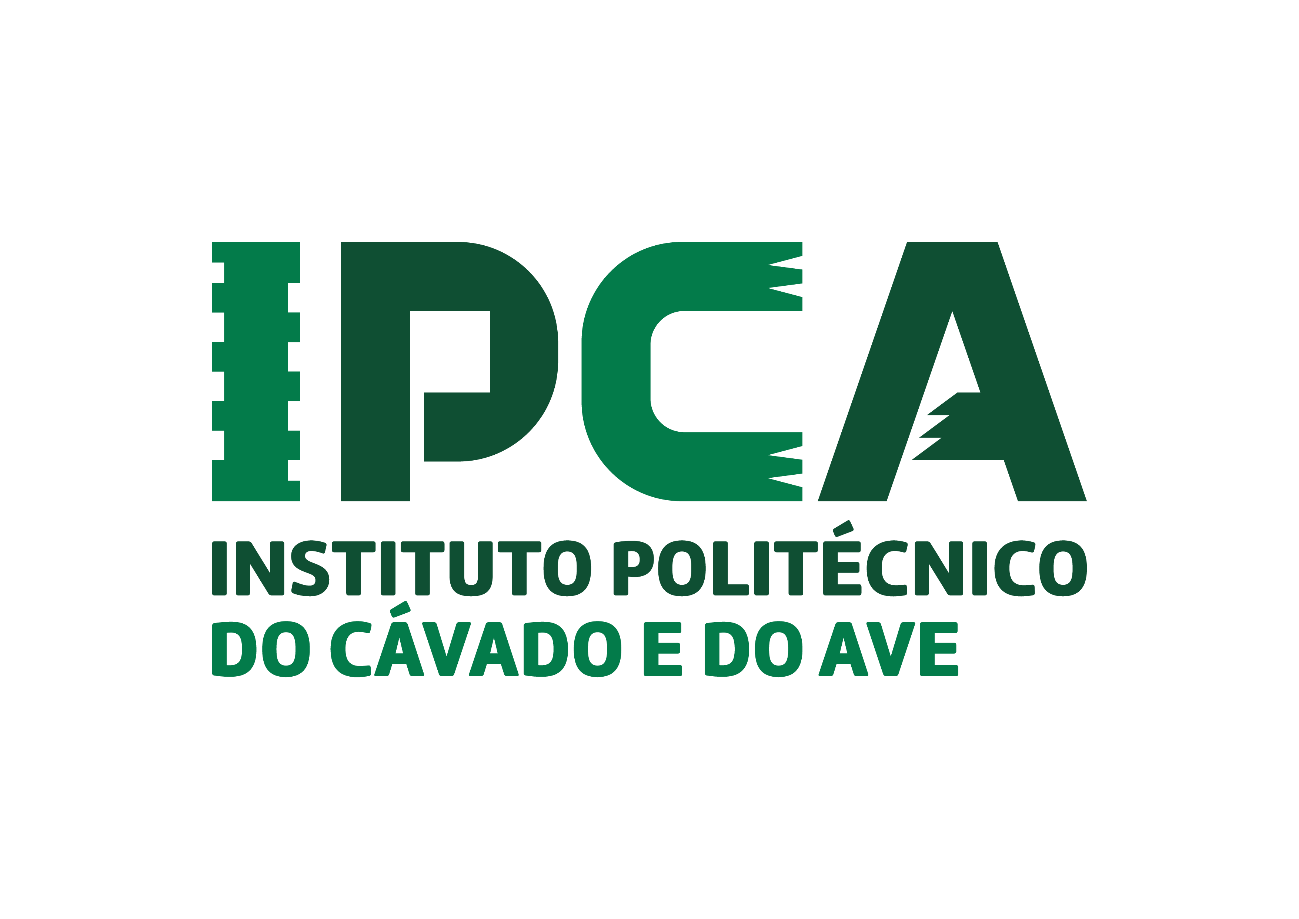 IPCA
INSTITUTO POLITÉCNICO
DO CÁVADO E DO AVE